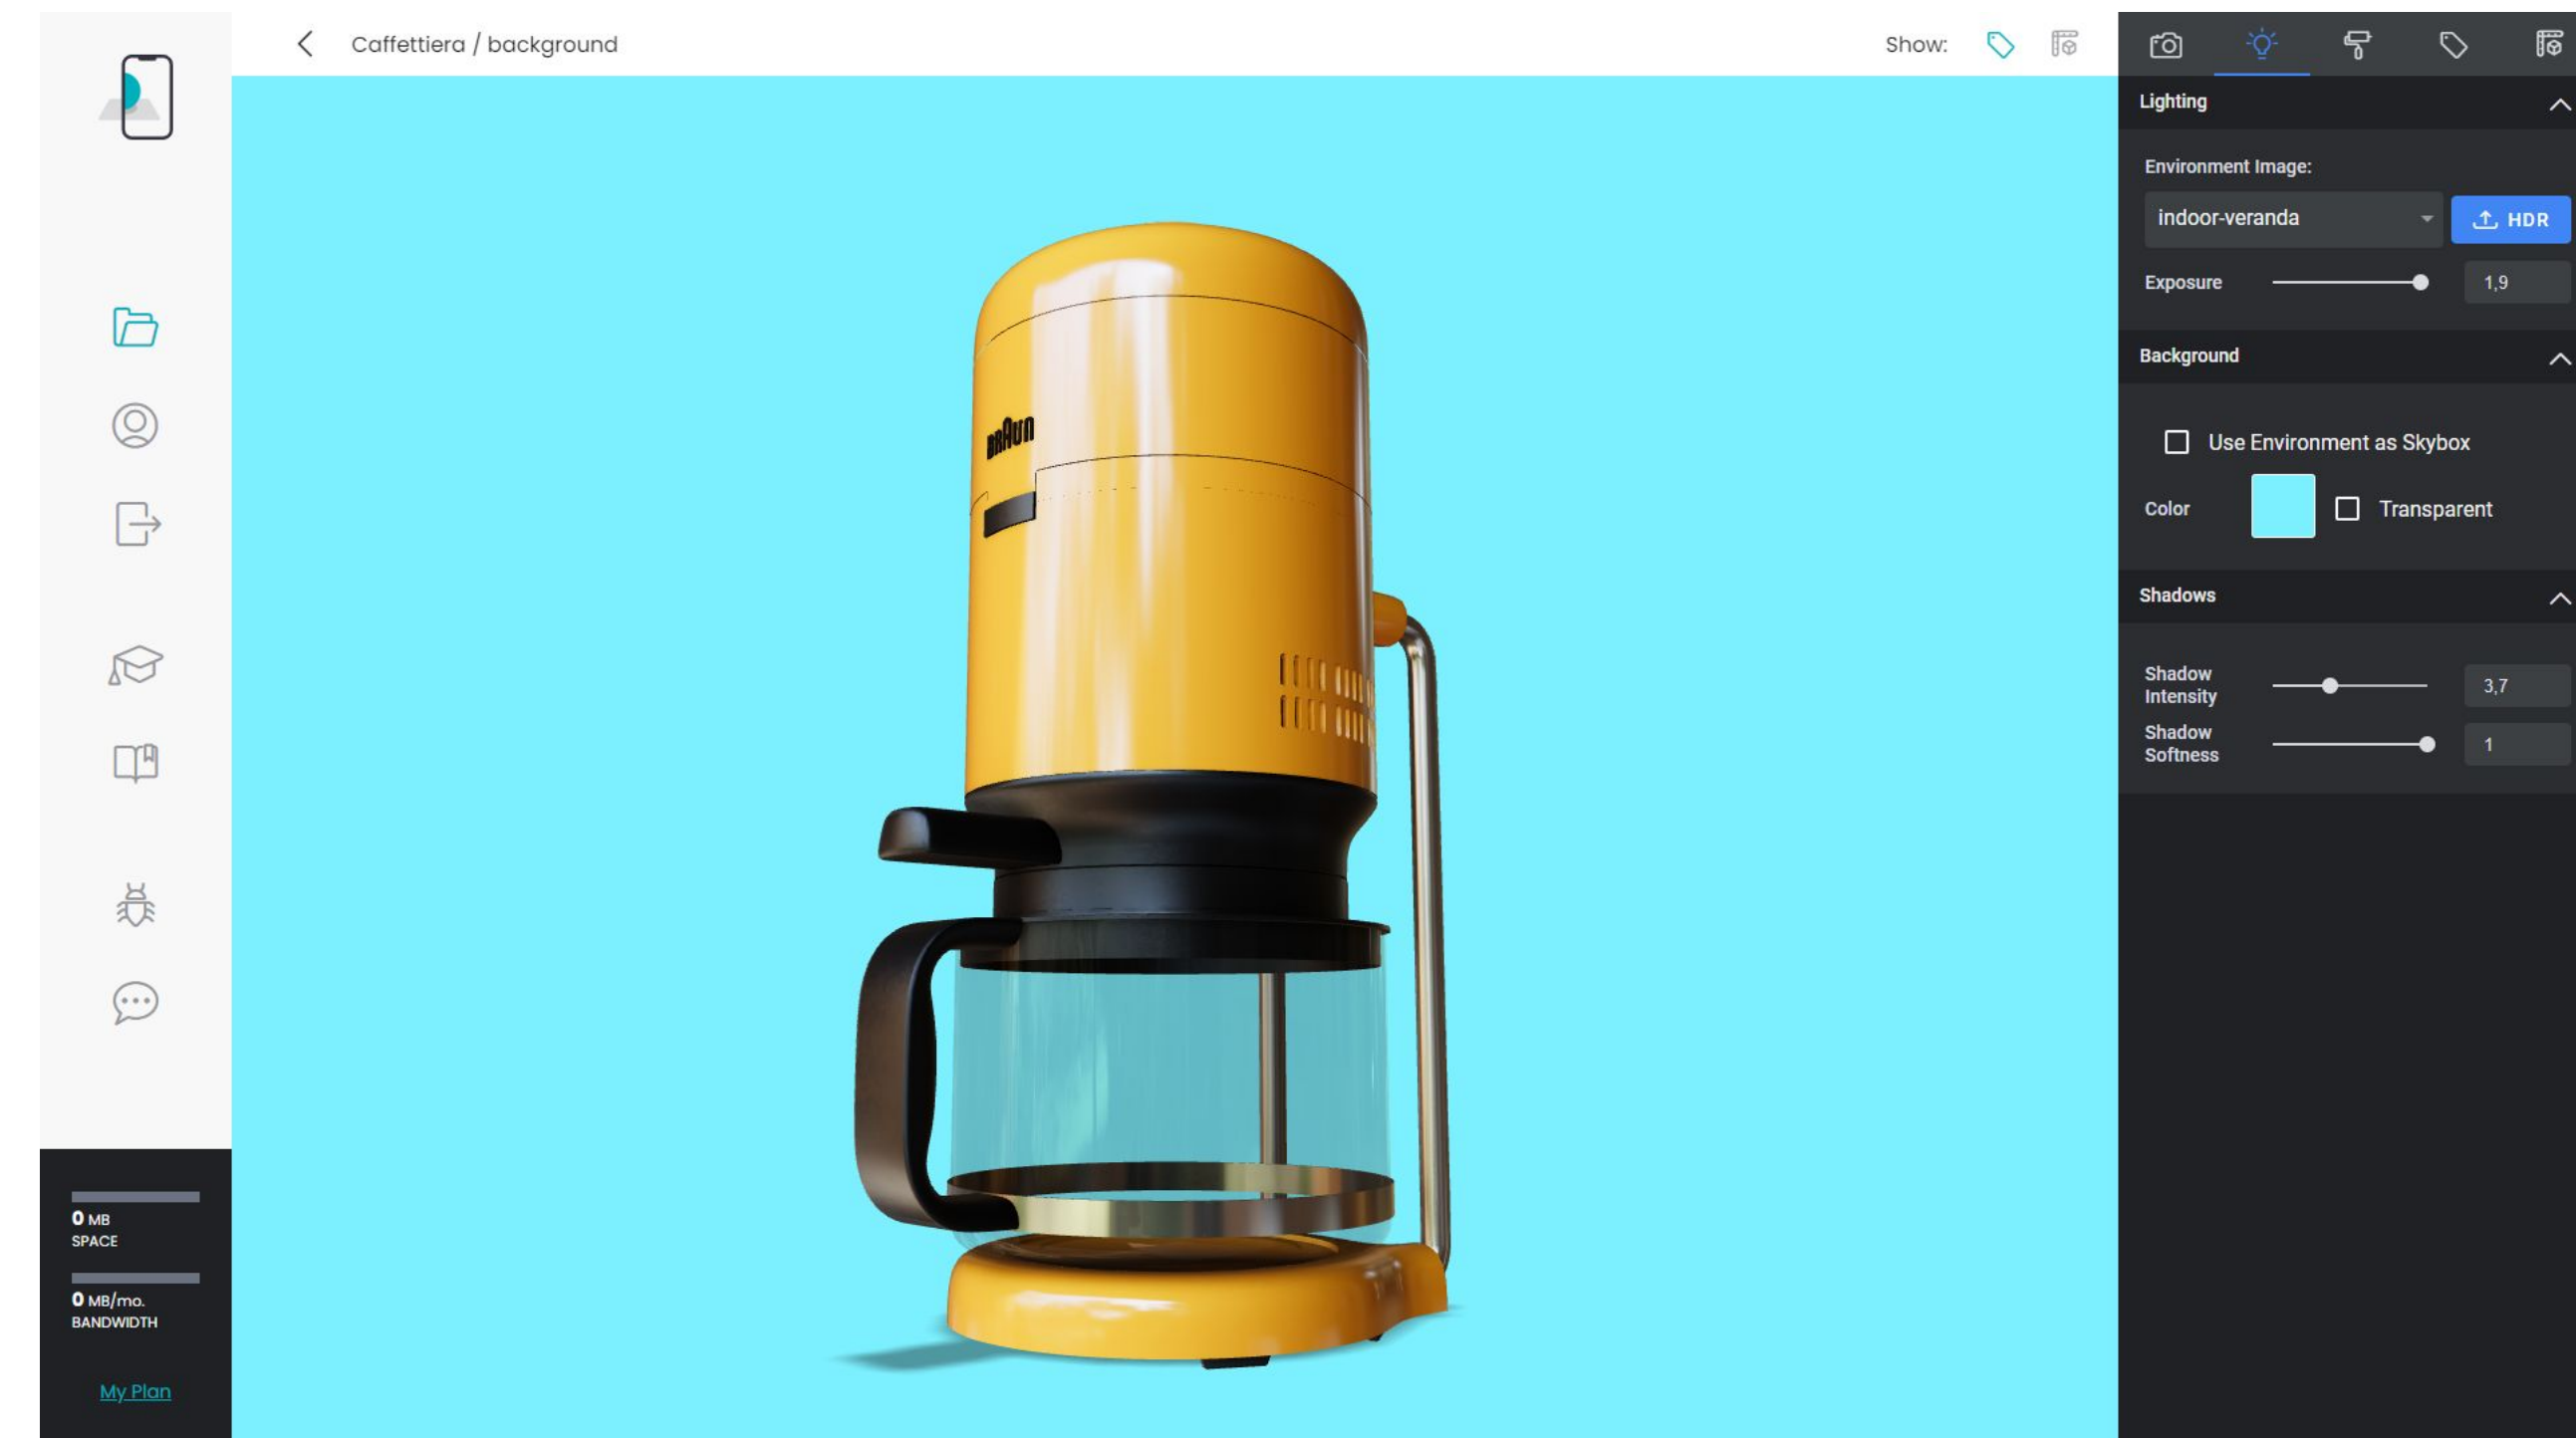 Caffettiera / background
Show:
BRAUN
0 MB
SPACE
0 MB/mo.
BANDWIDTH
My Plan
Lighting
Environment Image:
indoor-veranda
HDR
Exposure
1,9
Background
Use Environment as Skybox
Color
Transparent
Shadows
Shadow
Intensity
3,7
Shadow
Softness
1